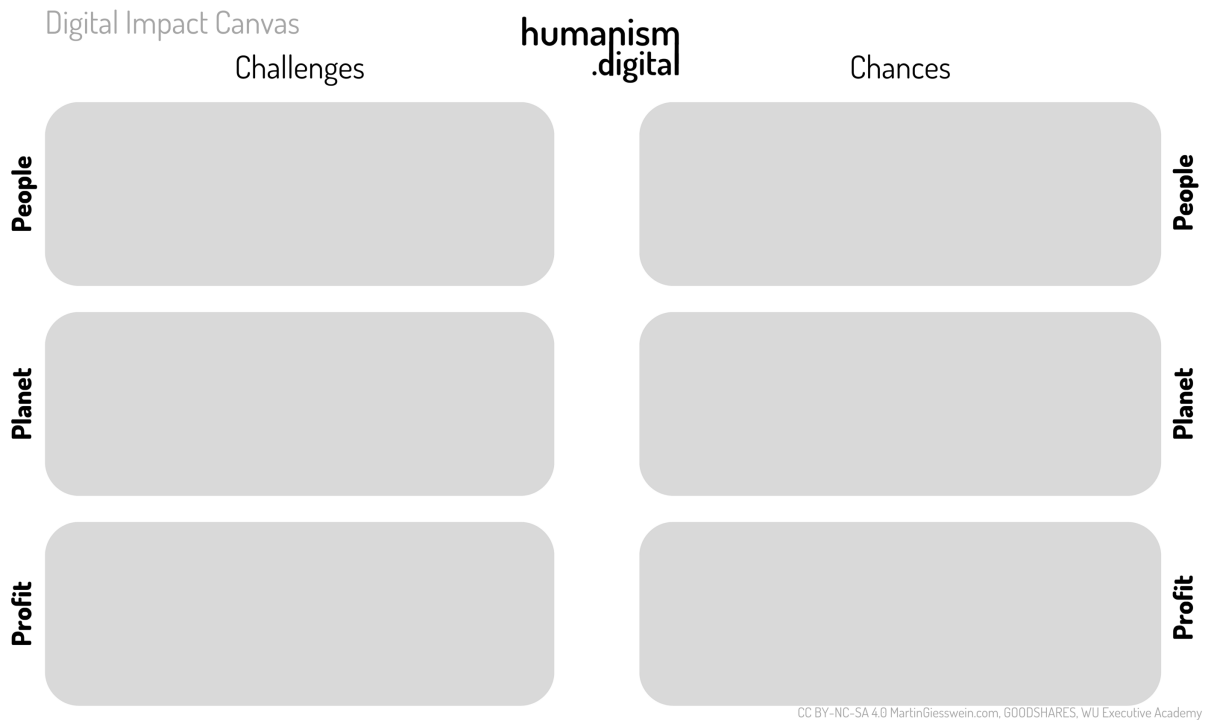 Digital Impact Canvas
humanism
.digital
Challenges
Chances
People
People
Planet
Planet
Profit
Profit
CC BY-NC-SA 4.0 MartinGiesswein.com, GOODSHARES, WU Executive Academy